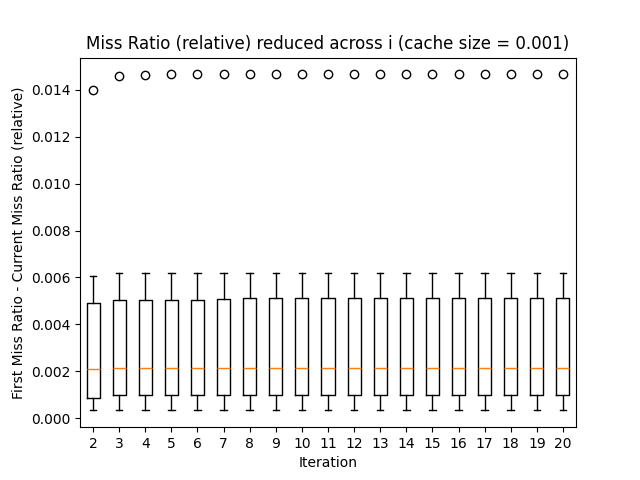 Miss Ratio (relative) reduced across i (cache size = 0.001)
First Miss Ratio - Current Miss Ratio (relative)
0.014
0.012
0.010
0.008
0.006
0.004
0.002
0.000
2 3 4 5 6 7 8 9 10 11 12 13 14 15 16 17 18 19 20
Iteration